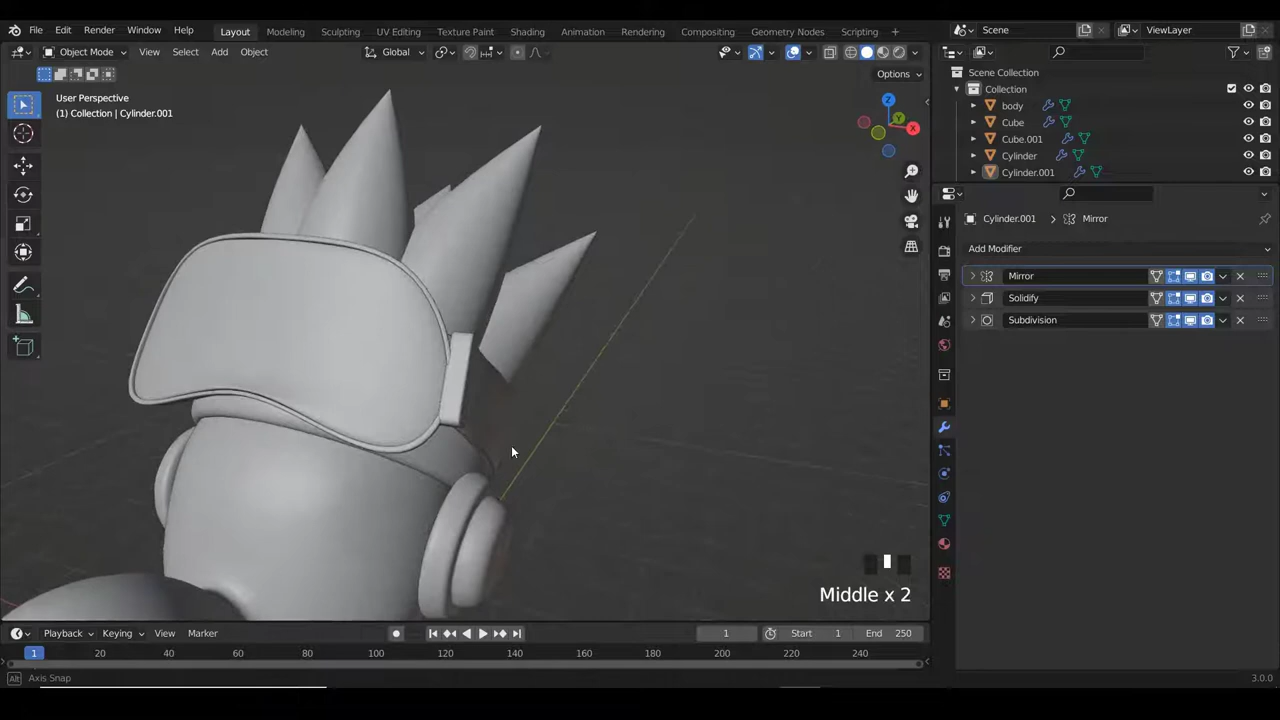 File Edit Render Window Help Layout Modeling Sculpting UV Editing Texture Paint Shading Animation Rendering Compositing Geometry Nodes Scripting + Scene ViewLayer
Object Mode View Select Add Object Global
Options
User Perspective
(1) Collection | Cylinder.001
Z
Y
X
Scene Collection
Collection
body
Cube
Cube.001
Cylinder
Cylinder.001
Cylinder.001 > Mirror
Add Modifier
Mirror
Solidify
Subdivision
Middle x 2
Playback Keying View Marker 1 Start 1 End 250
1 20 40 60 80 100 120 140 160 180 200 220 240
Alt Axis Snap 3.0.0